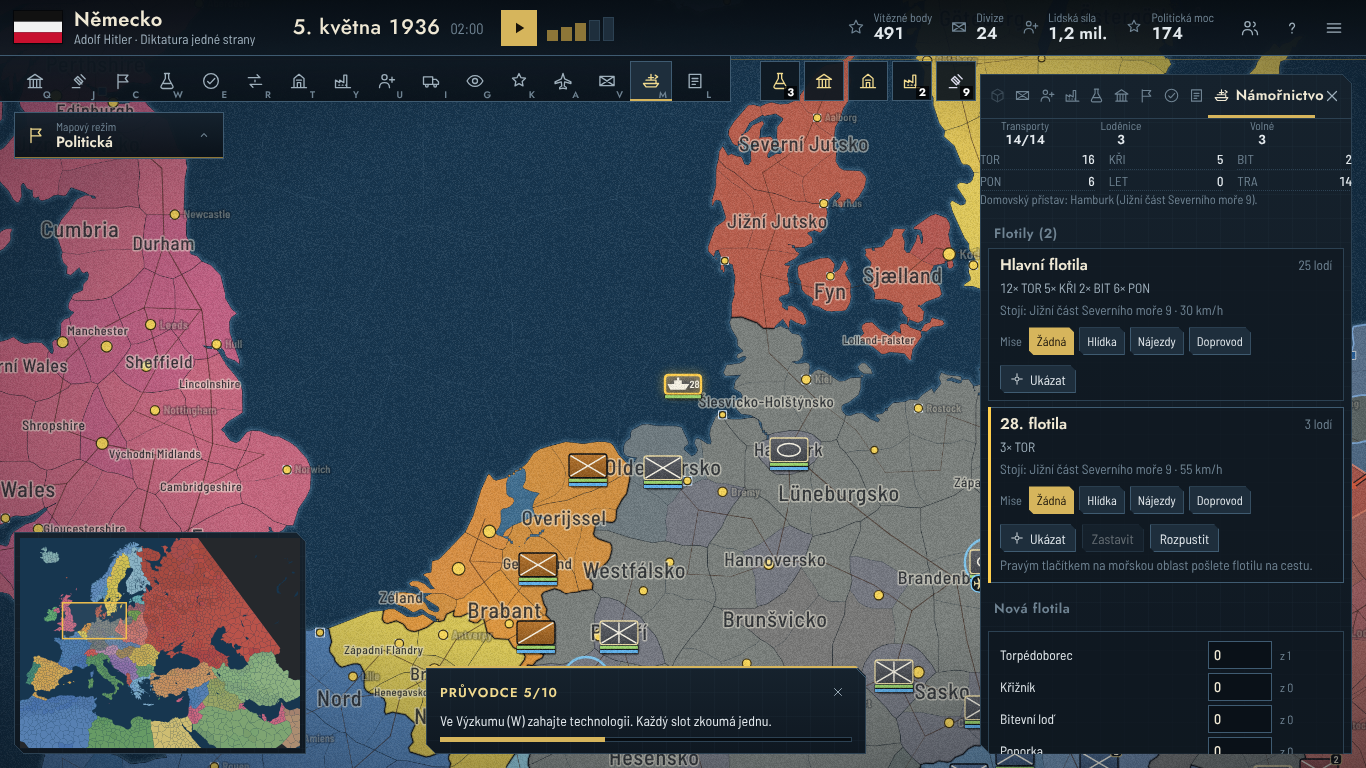 Německo
Adolf Hitler · Diktatura jedné strany
5. května 1936 02:00
Vítězné body
491
Divize
24
Lidská síla
1,2 mil.
Politická moc
174
?
Q J C W E R T Y U I G K A V M L
3 2 9
Mapový režim
Politická
Námořnictvo
Transporty
14/14
Loděnice
3
Volné
3
TOR 16 KŘI 5 BIT 2
PON 6 LET 0 TRA 14
Domovský přístav: Hamburk (Jižní část Severního moře 9).
Flotily (2)
Hlavní flotila
25 lodí
12× TOR 5× KŘI 2× BIT 6× PON
Stojí: Jižní část Severního moře 9 · 30 km/h
Mise Žádná Hlídka Nájezdy Doprovod
Ukázat
28. flotila
3 lodí
3× TOR
Stojí: Jižní část Severního moře 9 · 55 km/h
Mise Žádná Hlídka Nájezdy Doprovod
Ukázat Zastavit Rozpustit
Pravým tlačítkem na mořskou oblast pošlete flotilu na cestu.
Nová flotila
Torpédoborec 0 z 1
Křižník 0 z 0
Bitevní loď 0 z 0
Ponorka 0 z 0
Edinburgh
Newcastle
Cumbria
Durham
Manchester
Leeds
Sheffield
Hull
Lincolnshire
Shropshire
Nottingham
Východní Midlands
Norwich
Cambridgeshire
Wales
Gloucestershire
Aalborg
Severní Jutsko
Aarhus
Jižní Jutsko
Sjælland
Fyn
Lolland-Falster
28
Kiel
Šlesvicko-Holštýnsko
Rostock
Brémy
Lüneburgsko
Overijssel
Hannoversko
Westfálsko
Zéland
Brabant
Brunšvicko
Antverpy
Západní Flandry
Lille
Nord
Amiens
Sasko
Rouen
Hesensko
2
PRŮVODCE 5/10
Ve Výzkumu (W) zahajte technologii. Každý slot zkoumá jednu.